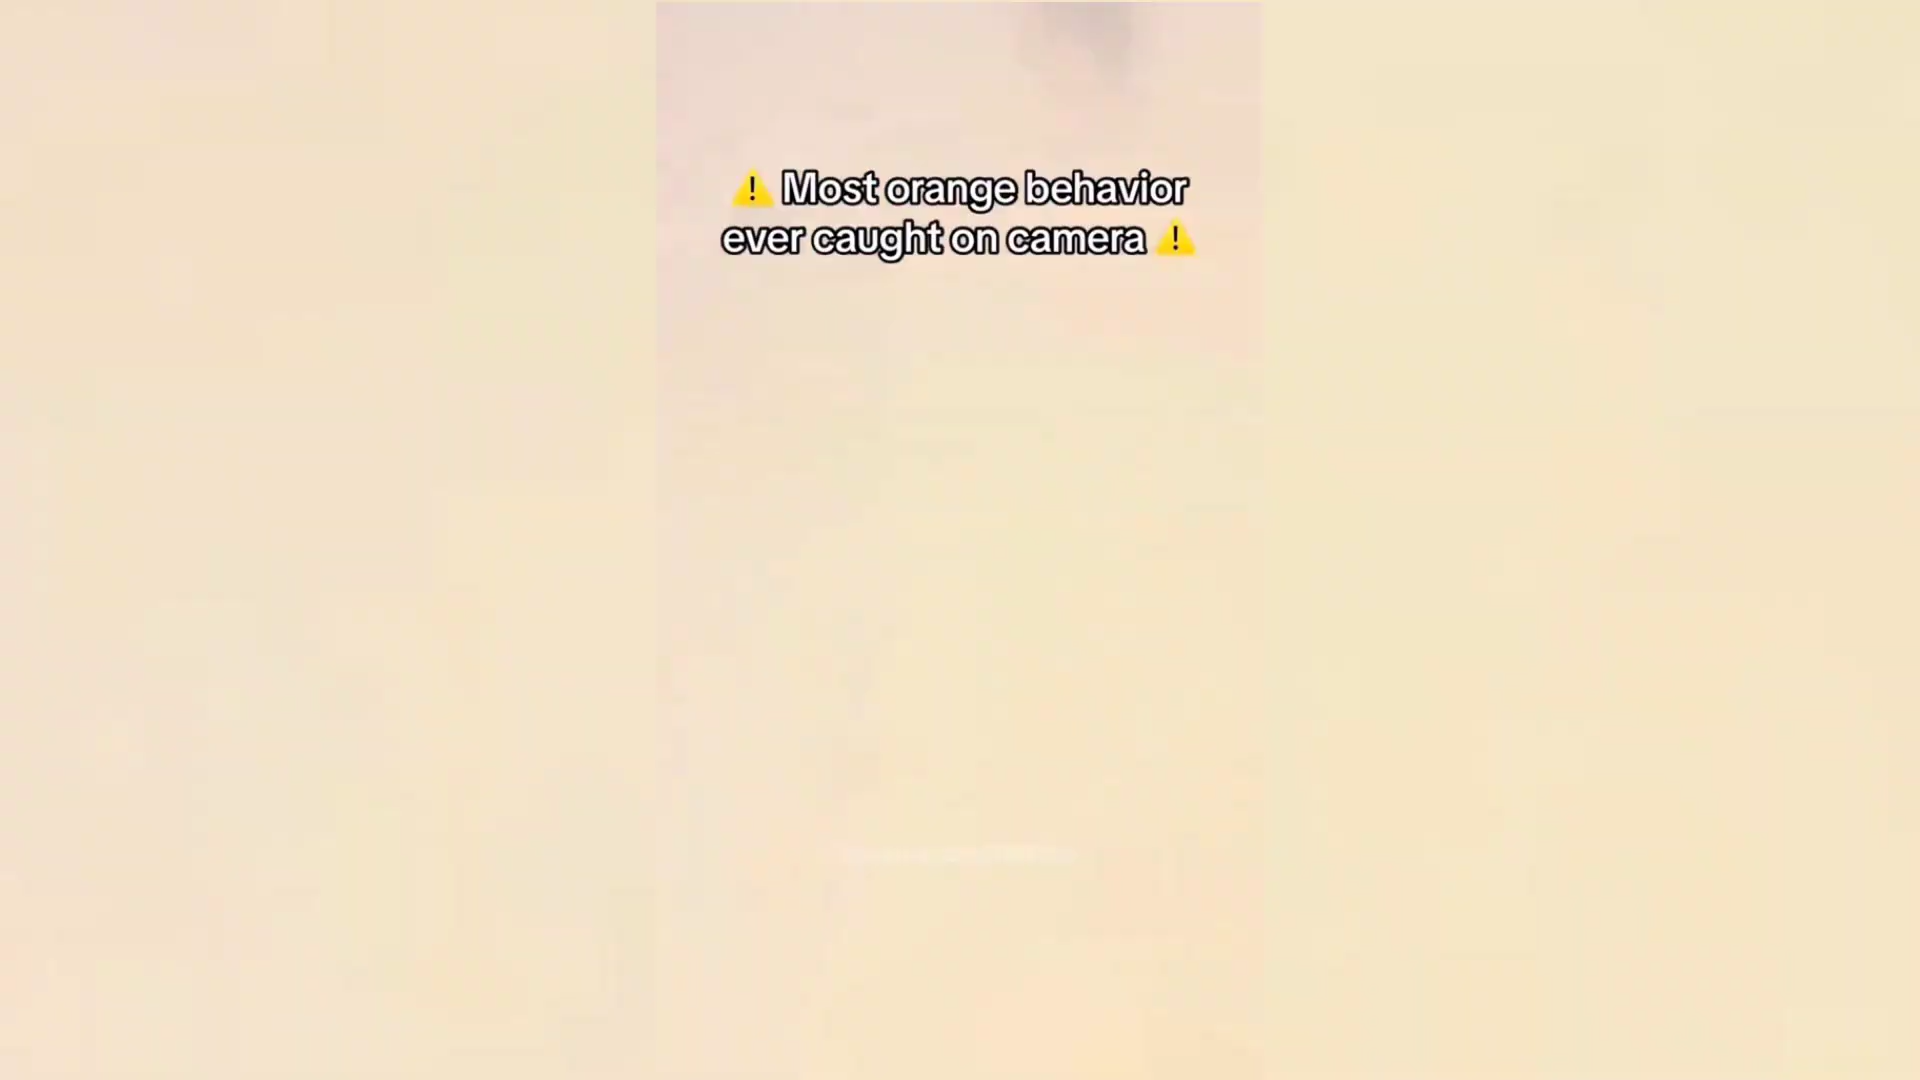 ⚠️ Most orange behavior
ever caught on camera ⚠️